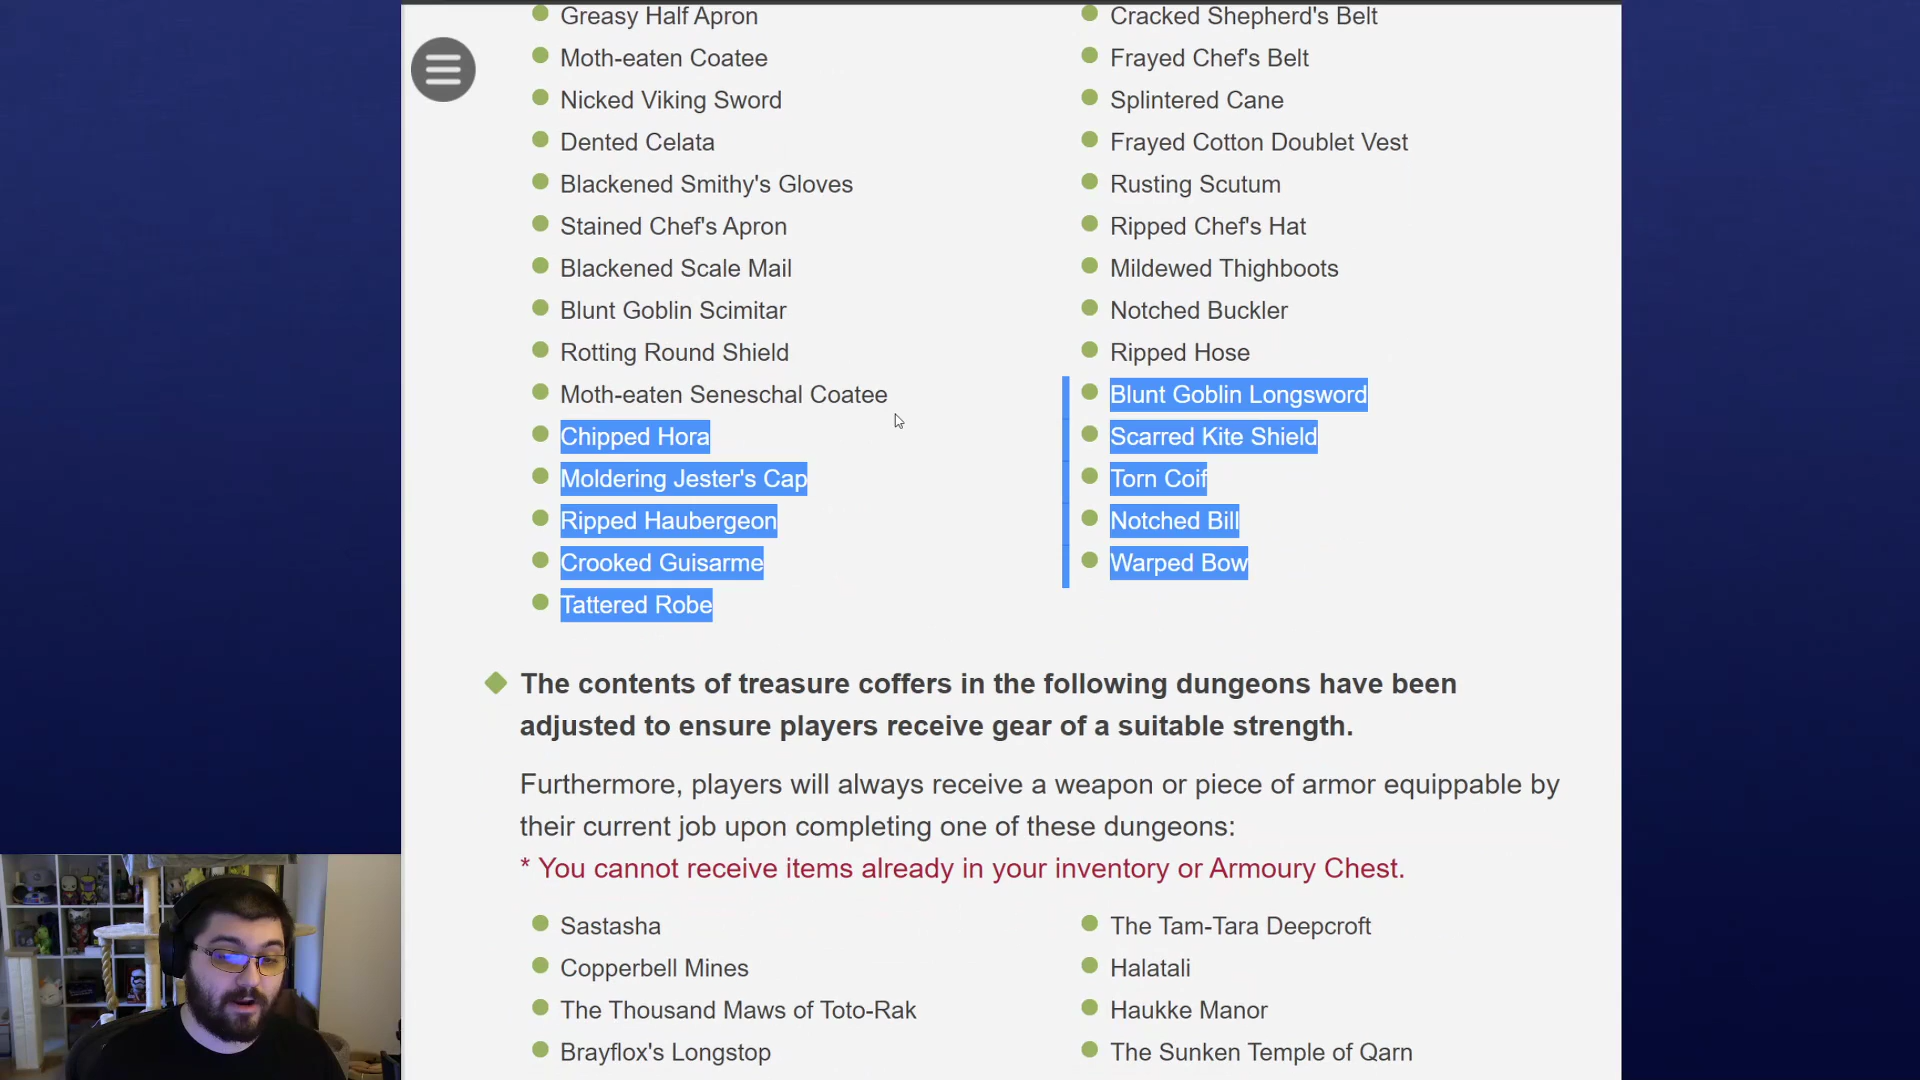 Greasy Half Apron
Cracked Shepherd's Belt
Moth-eaten Coatee
Frayed Chef's Belt
Nicked Viking Sword
Splintered Cane
Dented Celata
Frayed Cotton Doublet Vest
Blackened Smithy's Gloves
Rusting Scutum
Stained Chef's Apron
Ripped Chef's Hat
Blackened Scale Mail
Mildewed Thighboots
Blunt Goblin Scimitar
Notched Buckler
Rotting Round Shield
Ripped Hose
Moth-eaten Seneschal Coatee
Blunt Goblin Longsword
Chipped Hora
Scarred Kite Shield
Moldering Jester's Cap
Torn Coif
Ripped Haubergeon
Notched Bill
Crooked Guisarme
Warped Bow
Tattered Robe
The contents of treasure coffers in the following dungeons have been
adjusted to ensure players receive gear of a suitable strength.
Furthermore, players will always receive a weapon or piece of armor equippable by
their current job upon completing one of these dungeons:
* You cannot receive items already in your inventory or Armoury Chest.
Sastasha
The Tam-Tara Deepcroft
Copperbell Mines
Halatali
The Thousand Maws of Toto-Rak
Haukke Manor
Brayflox's Longstop
The Sunken Temple of Qarn